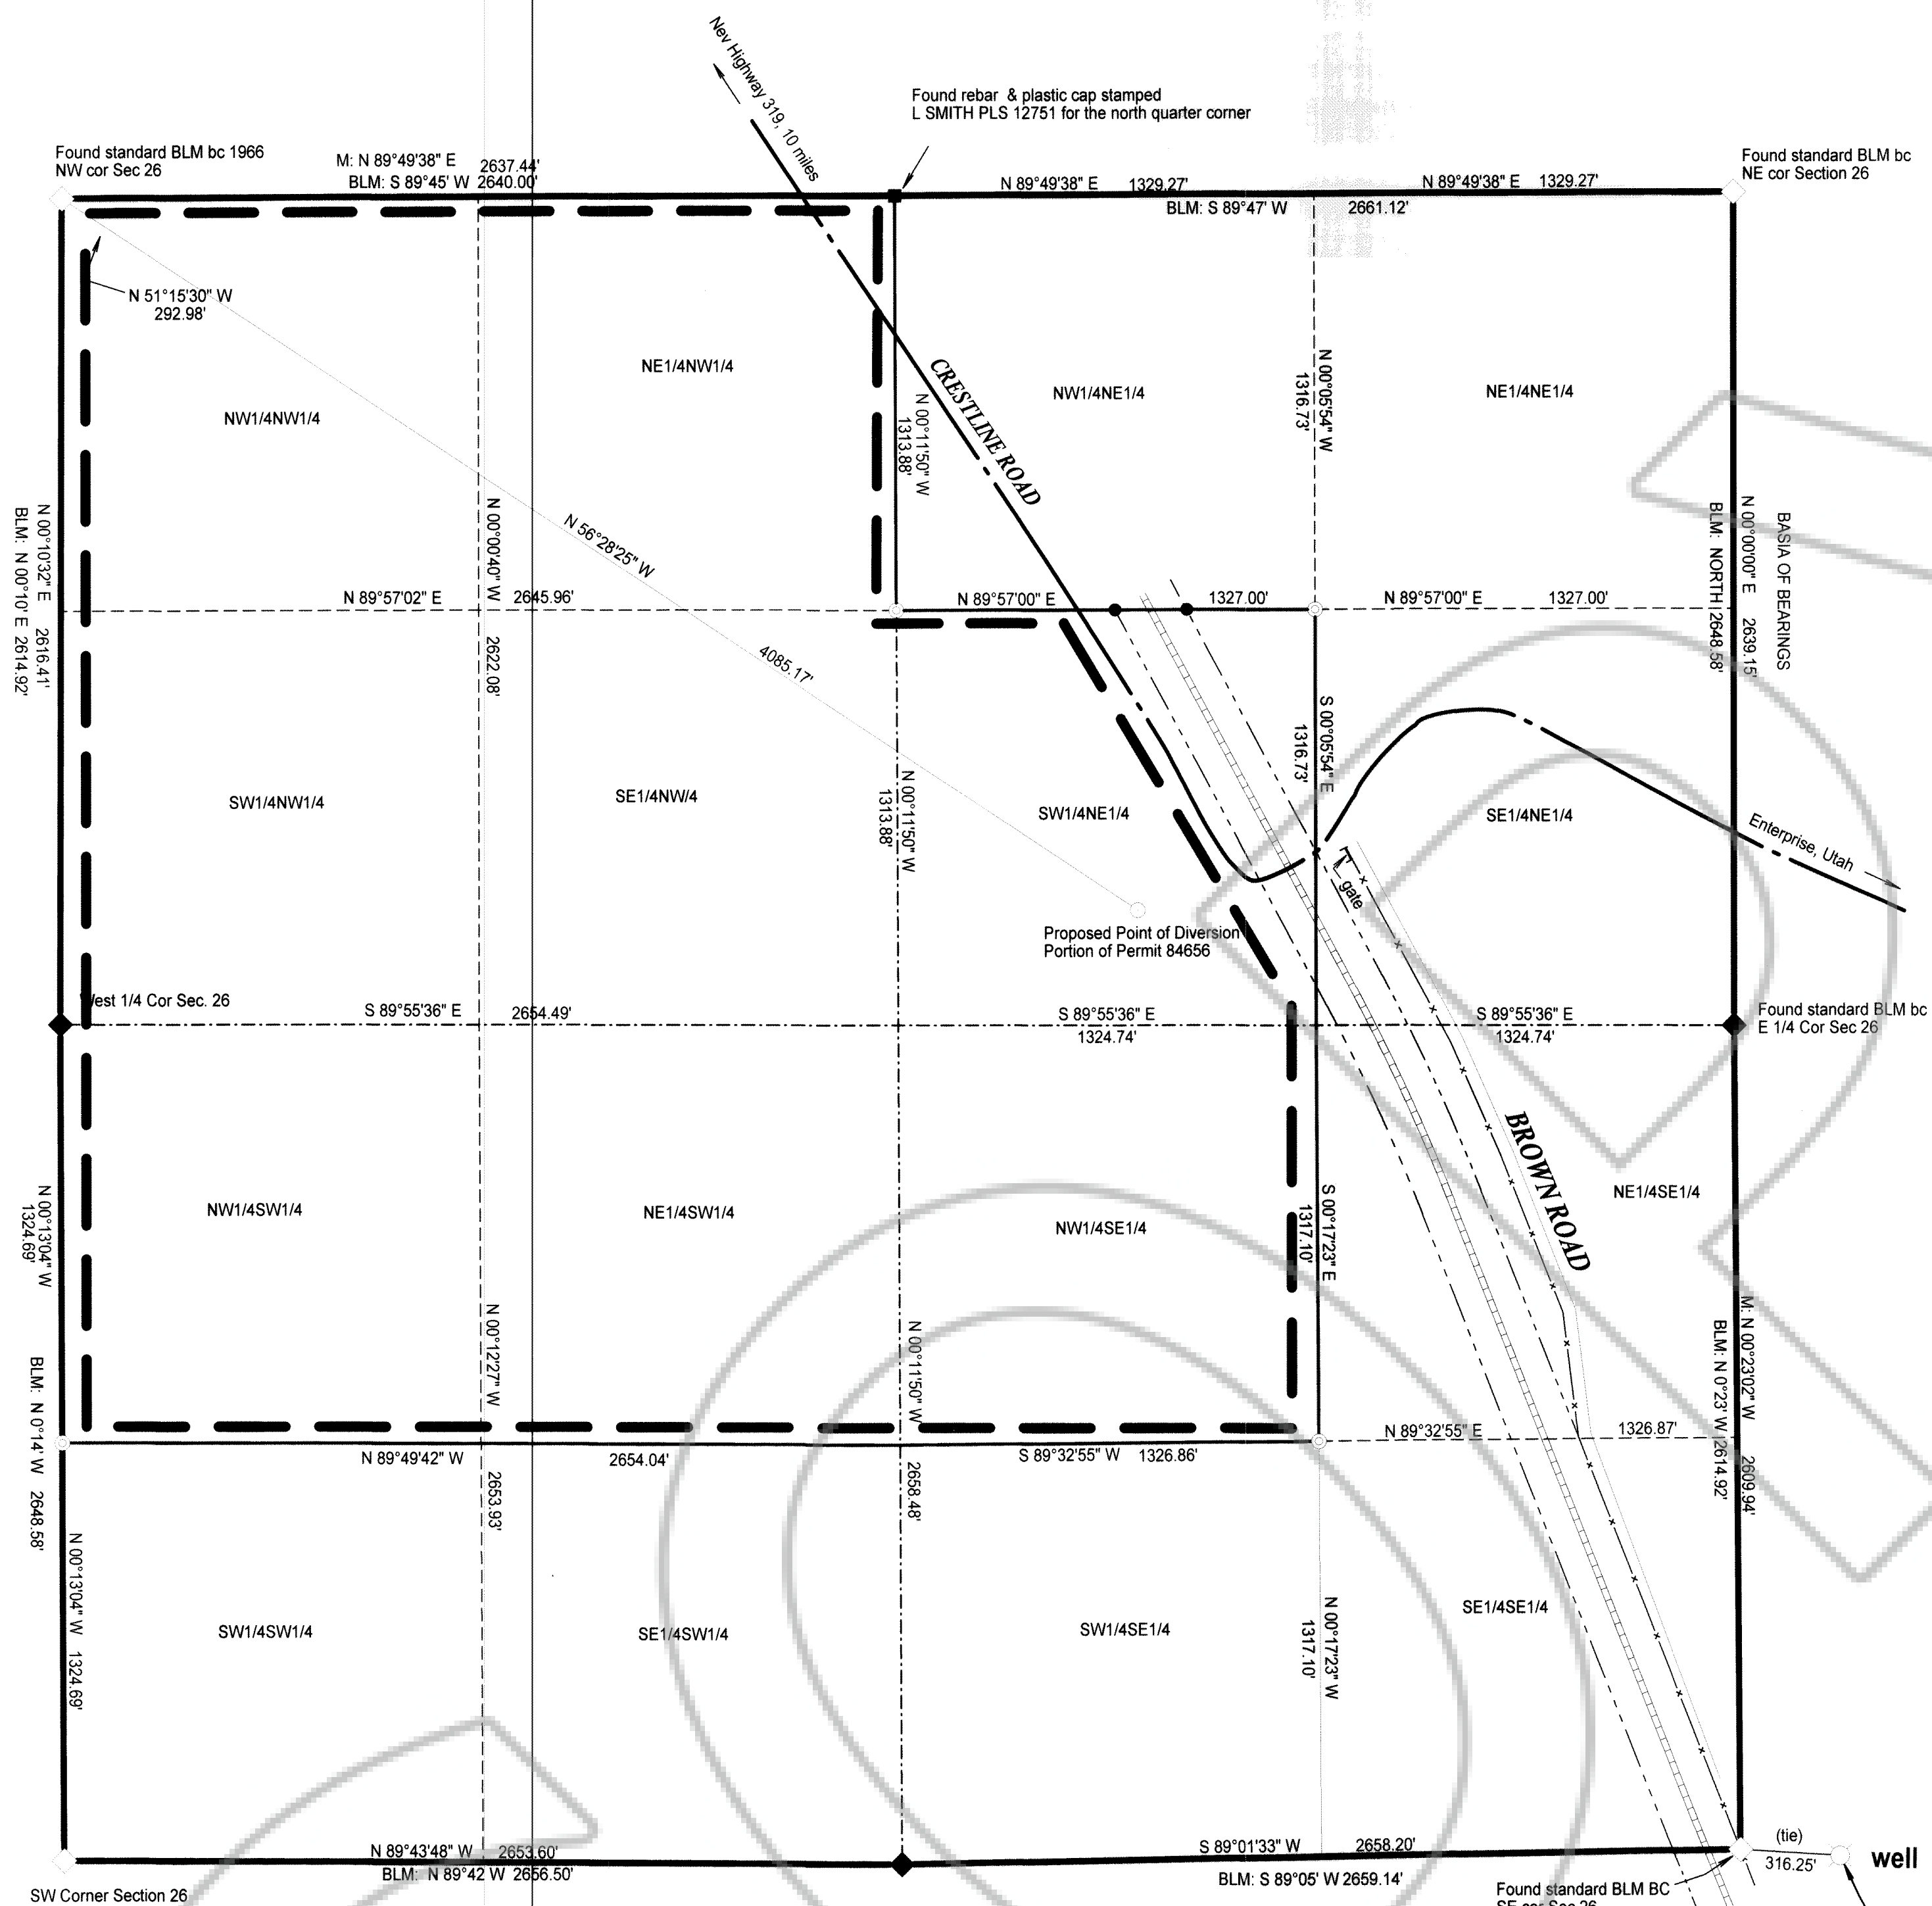 Nev Highway 319, 10 miles
Found rebar & plastic cap stamped
L SMITH PLS 12751 for the north quarter corner
Found standard BLM bc 1966
NW cor Sec 26
M: N 89°49'38" E 2637.44'
BLM: S 89°45' W 2640.00'
N 89°49'38" E 1329.27'
N 89°49'38" E 1329.27'
BLM: S 89°47' W 2661.12'
Found standard BLM bc
NE cor Section 26
N 51°15'30" W
292.98'
NW1/4NW1/4
NE1/4NW1/4
NW1/4NE1/4
NE1/4NE1/4
CRESTLINE ROAD
N 00°11'50" W
1313.88'
N 00°05'54" W
1316.73'
N 00°10'32" E 2616.41'
BLM: N 00°10' E 2614.92'
N 00°00'40" W 2622.08'
N 56°28'25" W
4085.17'
N 00°00'00" E 2639.15'
BLM: NORTH 2648.58'
BASIA OF BEARINGS
N 89°57'02" E 2645.96'
N 89°57'00" E 1327.00'
N 89°57'00" E 1327.00'
SW1/4NW1/4
SE1/4NW/4
SW1/4NE1/4
SE1/4NE1/4
N 00°11'50" W
1313.88'
S 00°05'54" E
1316.73'
gate
Enterprise, Utah
Proposed Point of Diversion
Portion of Permit 84656
West 1/4 Cor Sec. 26
S 89°55'36" E 2654.49'
S 89°55'36" E
1324.74'
S 89°55'36" E
1324.74'
Found standard BLM bc
E 1/4 Cor Sec 26
BROWN ROAD
NW1/4SW1/4
NE1/4SW1/4
NW1/4SE1/4
NE1/4SE1/4
N 00°13'04" W
1324.69'
BLM: N 0°14' W 2648.58'
N 00°12'27" W 2653.93'
N 00°11'50" W 2658.48'
S 00°17'23" E
1317.10'
M: N 00°23'02" W 2609.94'
BLM: N 0°23' W 2614.92'
N 89°49'42" W 2654.04'
S 89°32'55" W 1326.86'
N 89°32'55" E 1326.87'
N 00°13'04" W 1324.69'
N 00°17'23" W
1317.10'
SW1/4SW1/4
SE1/4SW1/4
SW1/4SE1/4
SE1/4SE1/4
N 89°43'48" W 2653.60'
BLM: N 89°42 W 2656.50'
S 89°01'33" W 2658.20'
BLM: S 89°05' W 2659.14'
(tie)
316.25'
well
SW Corner Section 26
Found standard BLM BC
SE cor Sec 26